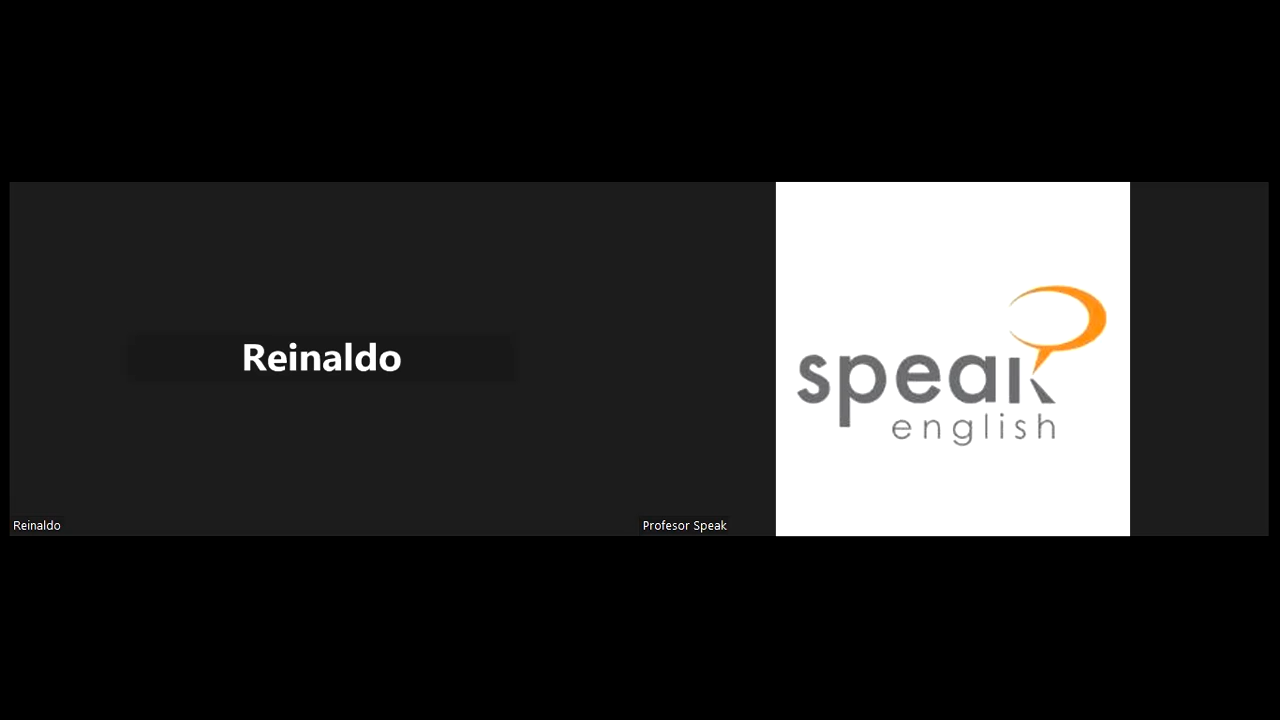 Reinaldo
speak
english
Reinaldo
Profesor Speak